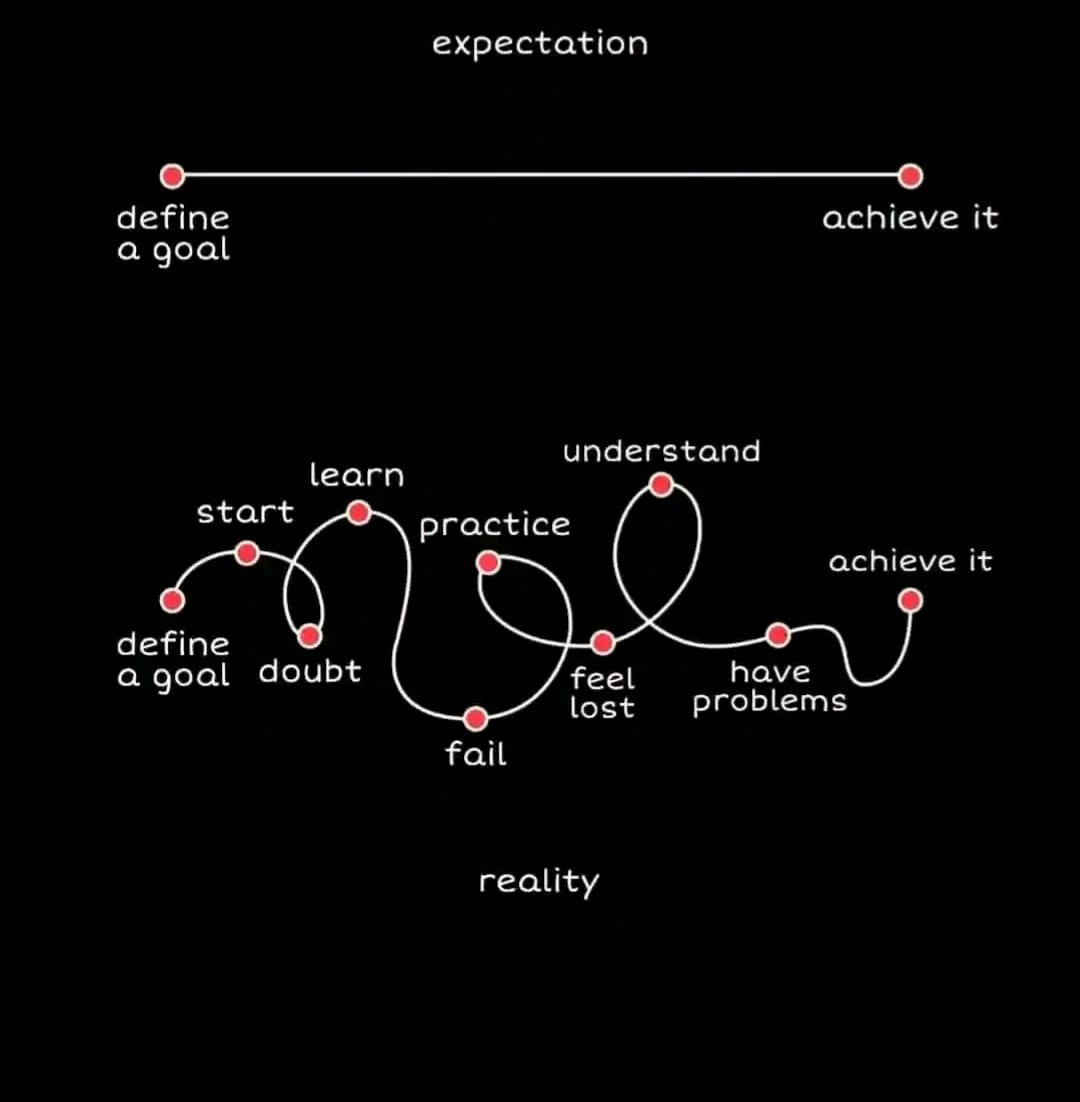 expectation
define
a goal
achieve it
understand
learn
start
practice
achieve it
define
a goal
doubt
feel
lost
have
problems
fail
reality